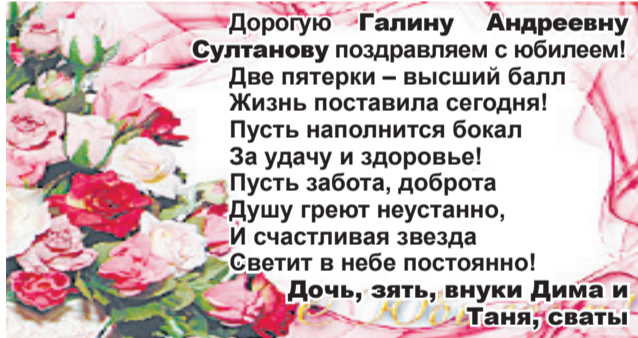 Дорогую Галину Андреевну
Султанову поздравляем с юбилеем!
Две пятерки – высший балл
Жизнь поставила сегодня!
Пусть наполнится бокал
За удачу и здоровье!
Пусть забота, доброта
Душу греют неустанно,
И счастливая звезда
Светит в небе постоянно!
Дочь, зять, внуки Дима и
Таня, сваты